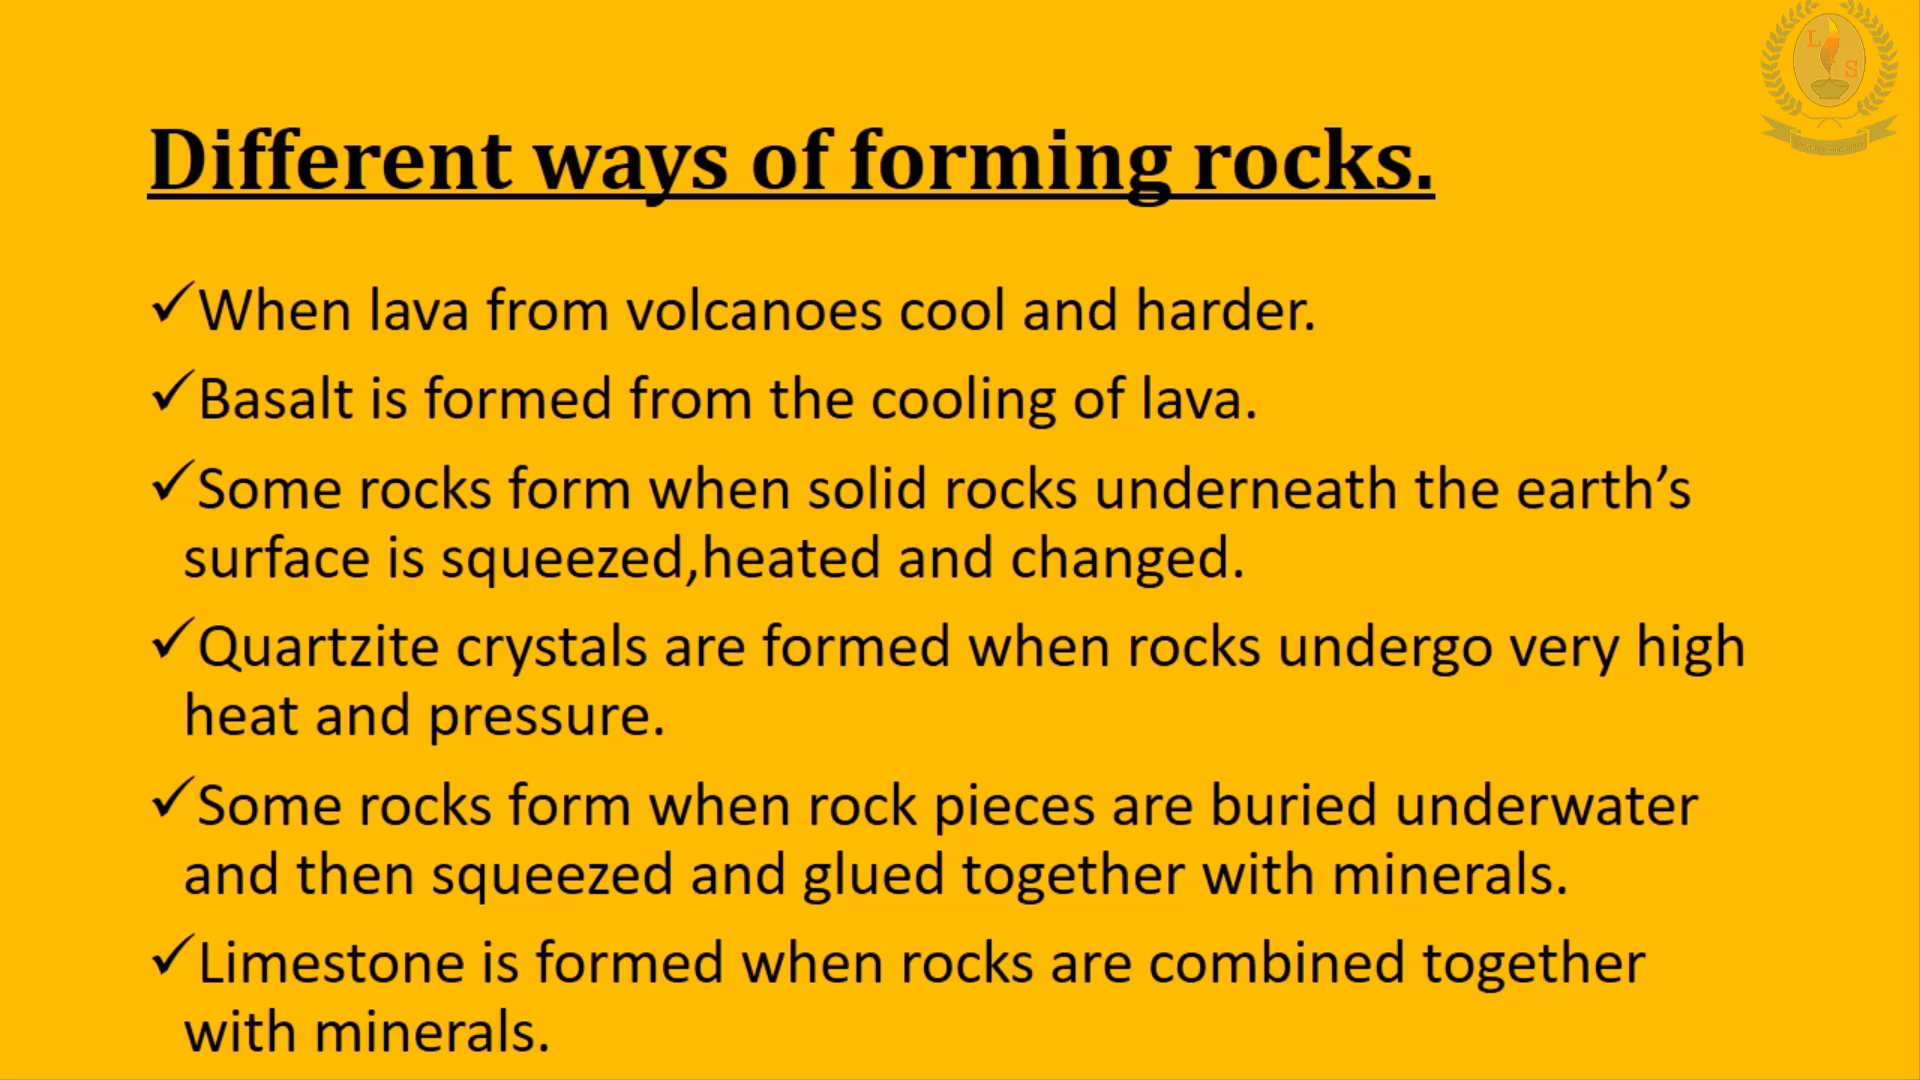 L
S
Different ways of forming rocks.
✓When lava from volcanoes cool and harder.
✓Basalt is formed from the cooling of lava.
✓Some rocks form when solid rocks underneath the earth’s
surface is squeezed,heated and changed.
✓Quartzite crystals are formed when rocks undergo very high
heat and pressure.
✓Some rocks form when rock pieces are buried underwater
and then squeezed and glued together with minerals.
✓Limestone is formed when rocks are combined together
with minerals.